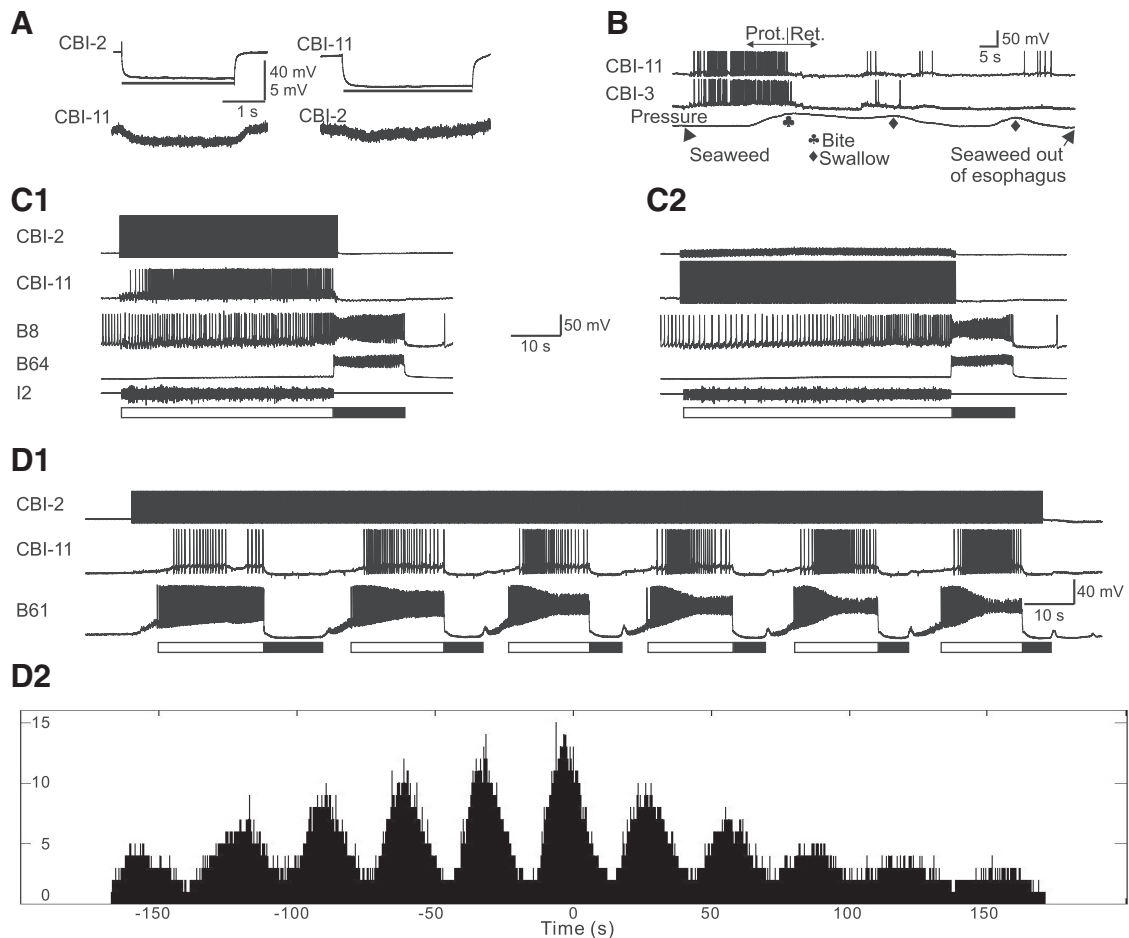 A
CBI-2
CBI-11
40 mV
5 mV
1 s
CBI-11
CBI-2
B
Prot. Ret.
50 mV
5 s
CBI-11
CBI-3
Pressure
♣Bite
Seaweed
♦Swallow
Seaweed out
of esophagus
C1
CBI-2
CBI-11
B8
B64
I2
50 mV
10 s
C2
D1
CBI-2
CBI-11
B61
40 mV
10 s
D2
15
10
5
0
-150 -100 -50 0 50 100 150
Time (s)